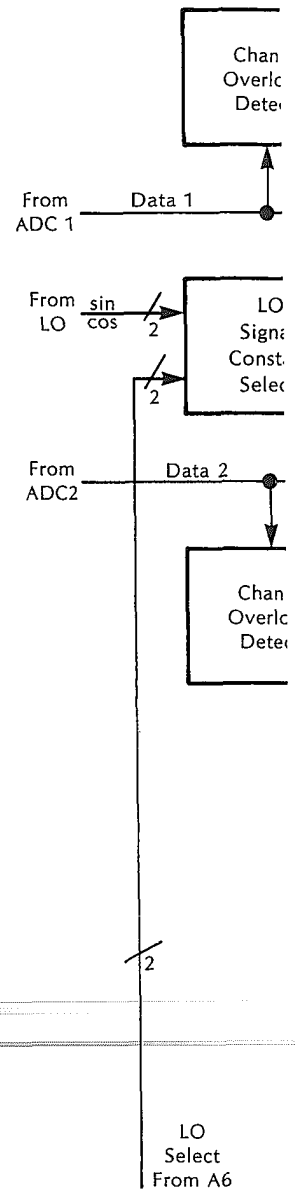 Chan
Overlo
Detec
From
ADC 1
Data 1
From
LO
sin
cos
2
LO
Signa
Consta
Selec
2
From
ADC2
Data 2
Chan
Overlo
Detec
2
LO
Select
From A6